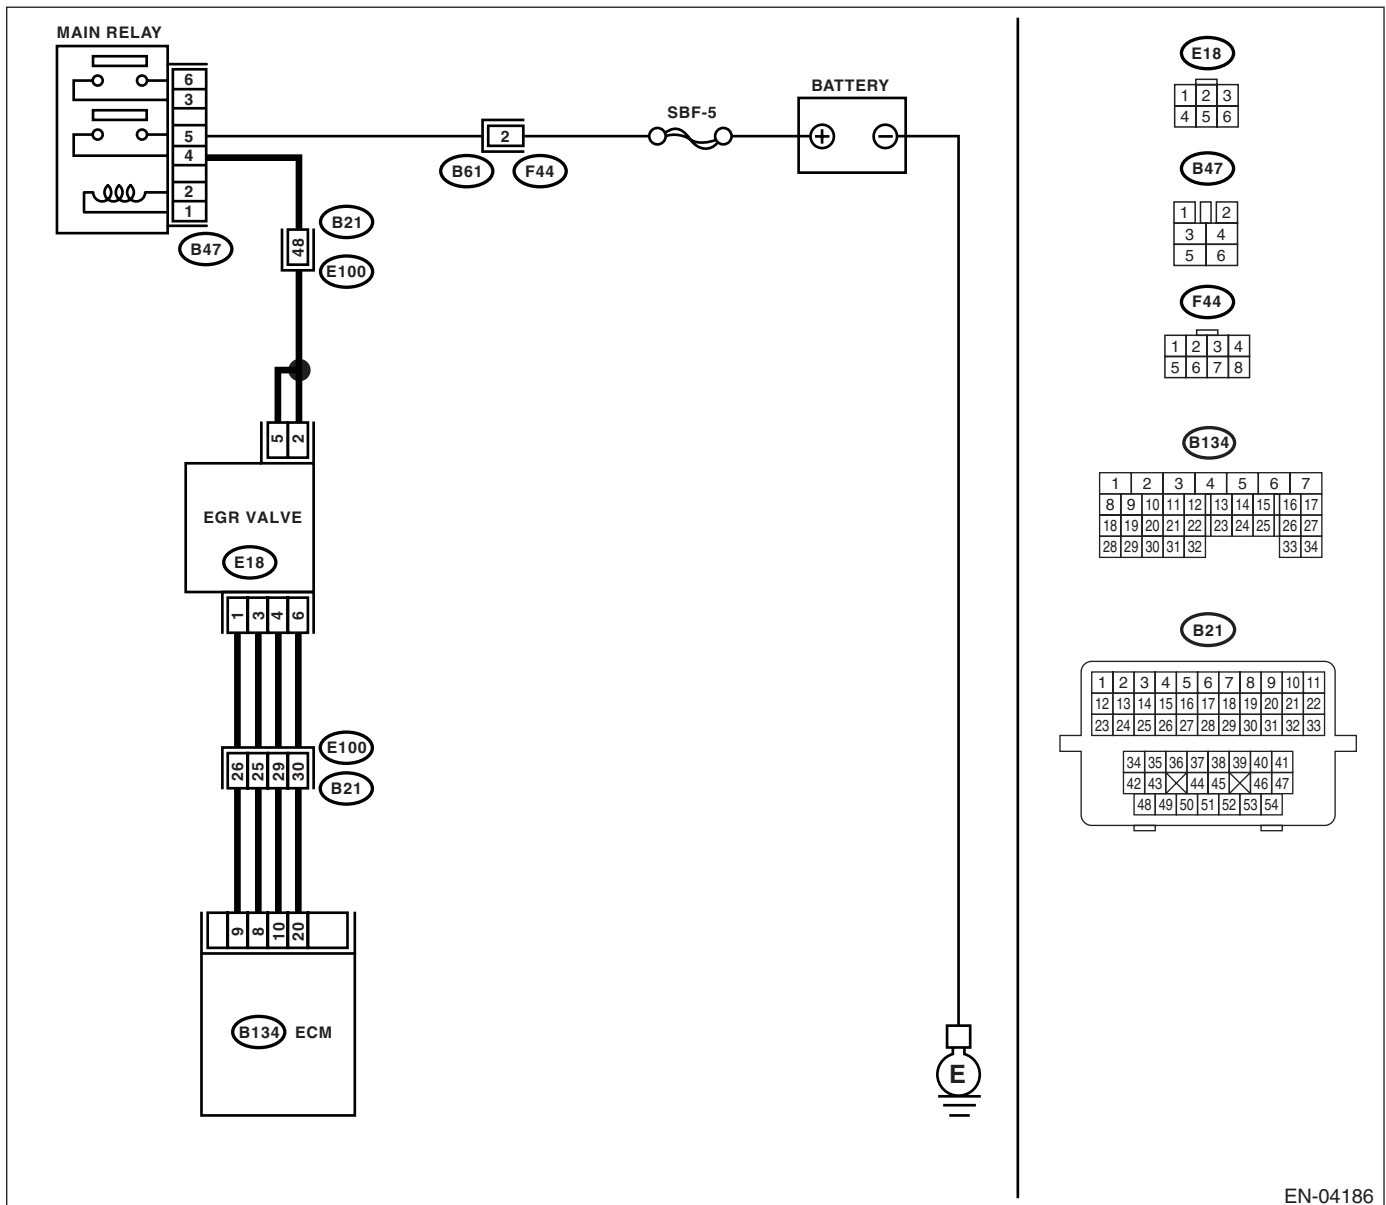 MAIN RELAY
6
3
5
4
2
1
B47
B21
48
E100
2
B61
F44
SBF-5
BATTERY
+
−
5
2
EGR VALVE
E18
1
3
4
6
26
25
29
30
E100
B21
9
8
10
20
B134 ECM
E
E18
1 2 3
4 5 6
B47
1 2
3 4
5 6
F44
1 2 3 4
5 6 7 8
B134
1 2 3 4 5 6 7
8 9 10 11 12 13 14 15 16 17
18 19 20 21 22 23 24 25 26 27
28 29 30 31 32 33 34
B21
1 2 3 4 5 6 7 8 9 10 11
12 13 14 15 16 17 18 19 20 21 22
23 24 25 26 27 28 29 30 31 32 33
34 35 36 37 38 39 40 41
42 43 44 45 46 47
48 49 50 51 52 53 54
EN-04186